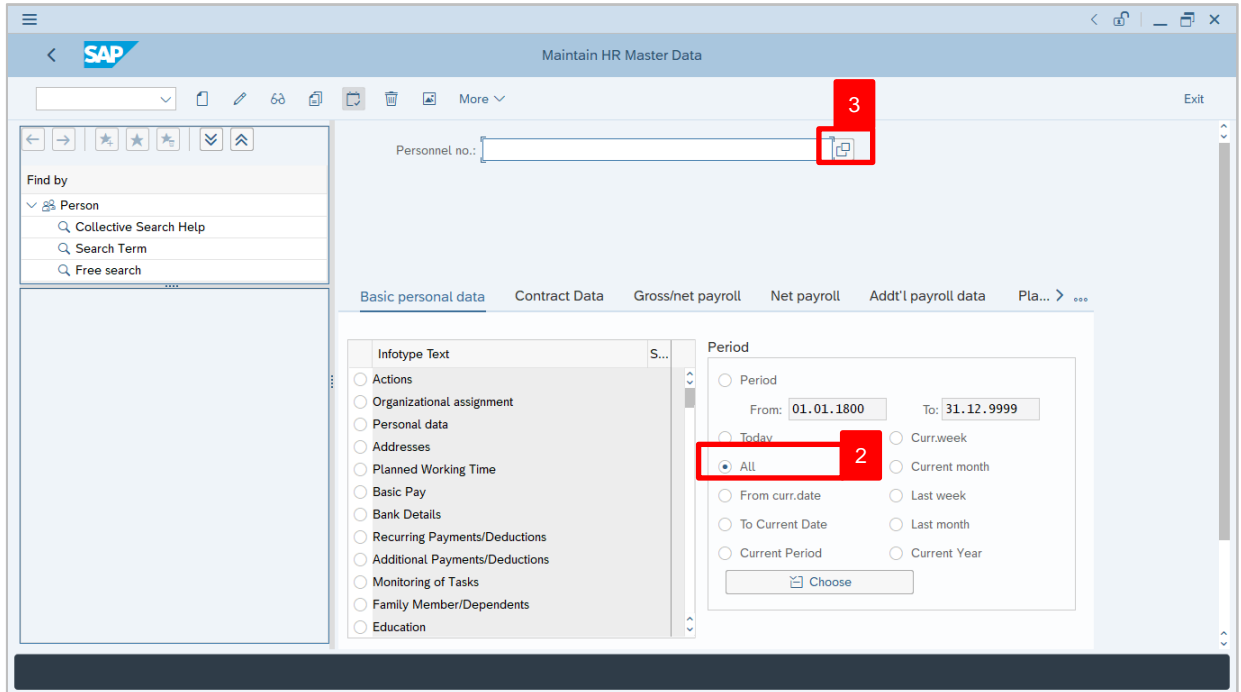 SAP
Maintain HR Master Data
More
Exit
3
Personnel no.:
Find by
Person
Collective Search Help
Search Term
Free search
Basic personal data Contract Data Gross/net payroll Net payroll Addt'l payroll data Pla...
Infotype Text S...
Actions
Organizational assignment
Personal data
Addresses
Planned Working Time
Basic Pay
Bank Details
Recurring Payments/Deductions
Additional Payments/Deductions
Monitoring of Tasks
Family Member/Dependents
Education
Period
Period
From: 01.01.1800 To: 31.12.9999
Today Curr.week
2
All Current month
From curr.date Last week
To Current Date Last month
Current Period Current Year
Choose